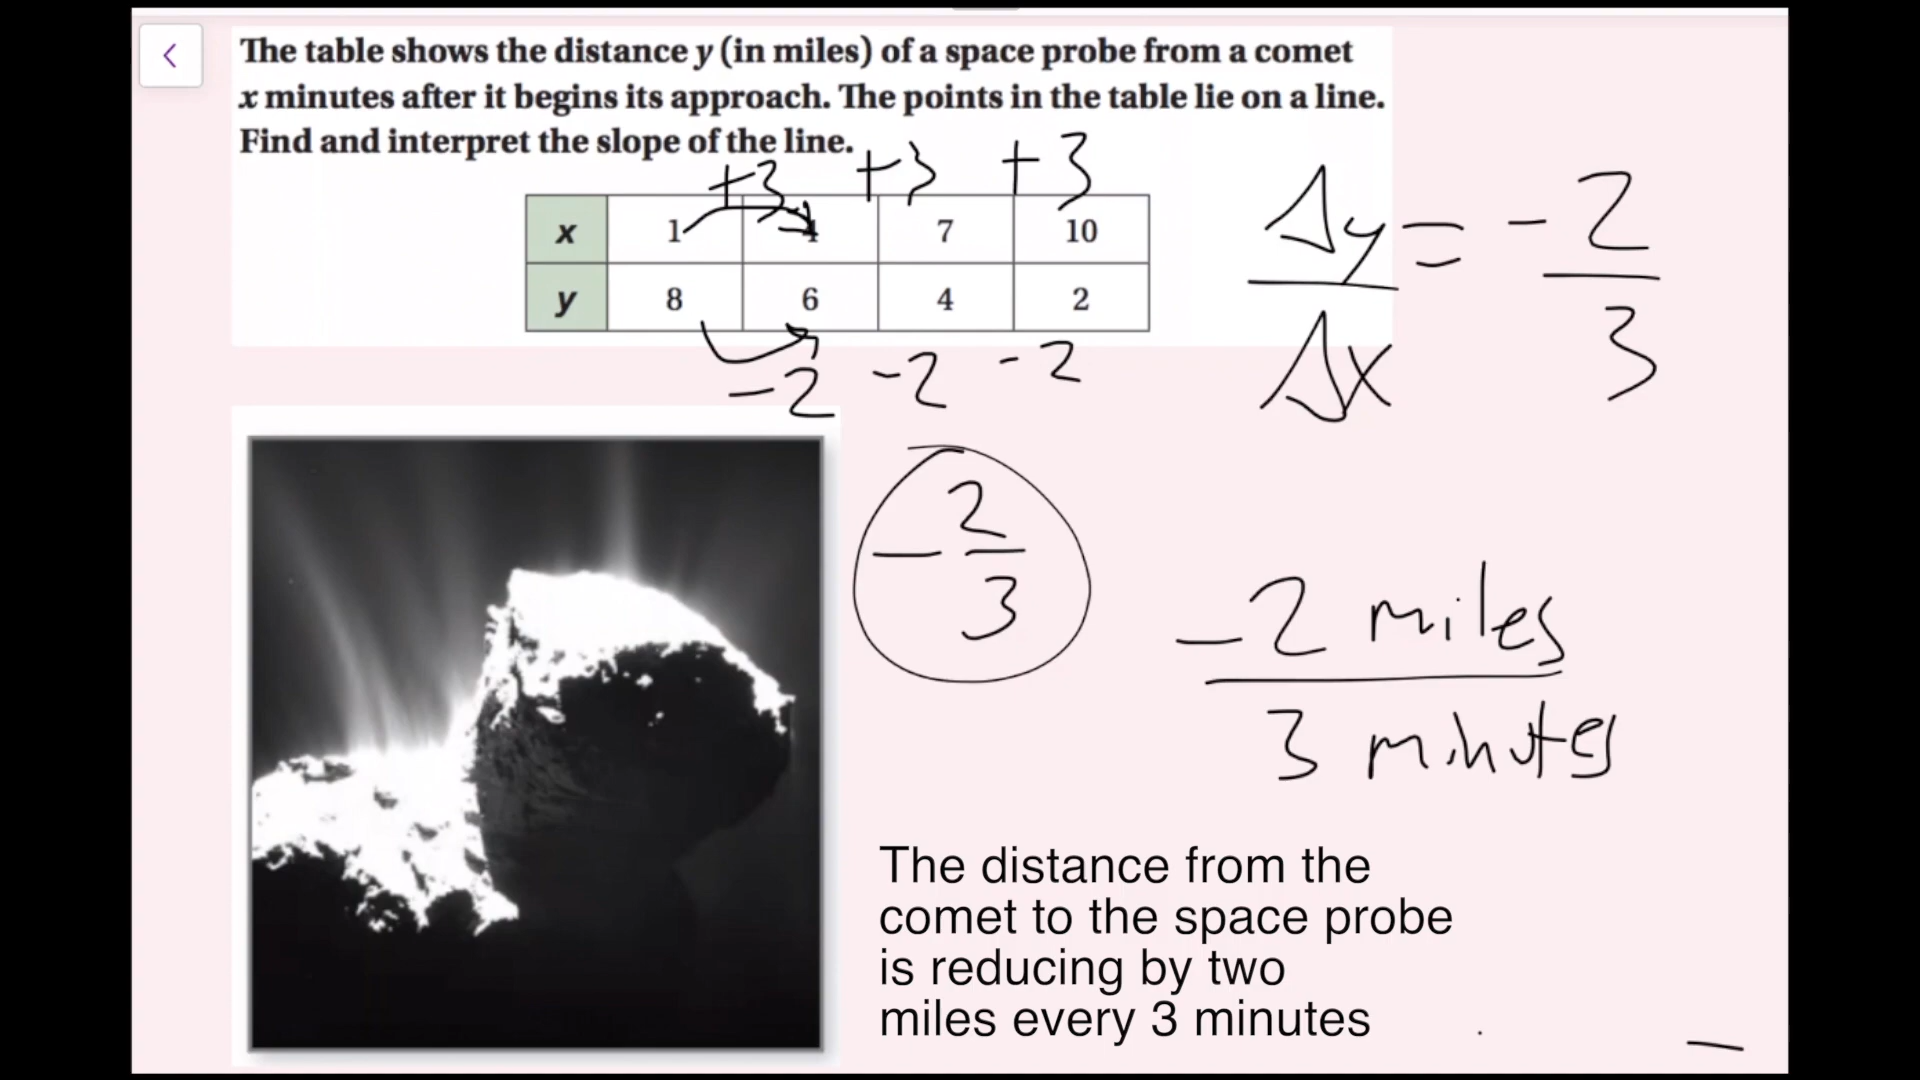 The table shows the distance y (in miles) of a space probe from a comet
x minutes after it begins its approach. The points in the table lie on a line.
Find and interpret the slope of the line.
+3 +3 +3
x 1 4 7 10
y 8 6 4 2
-2 -2 -2
Δy = -2
Δx 3
- 2
3
-2 miles
3 minutes
The distance from the
comet to the space probe
is reducing by two
miles every 3 minutes